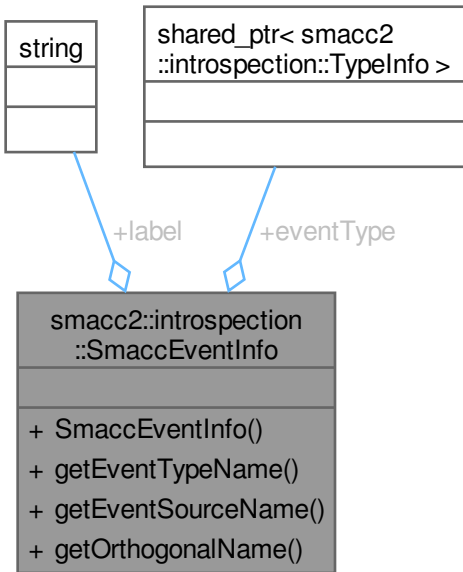 string
shared_ptr< smacc2
::introspection::TypeInfo >
+label
+eventType
smacc2::introspection
::SmaccEventInfo
+ SmaccEventInfo()
+ getEventTypeName()
+ getEventSourceName()
+ getOrthogonalName()